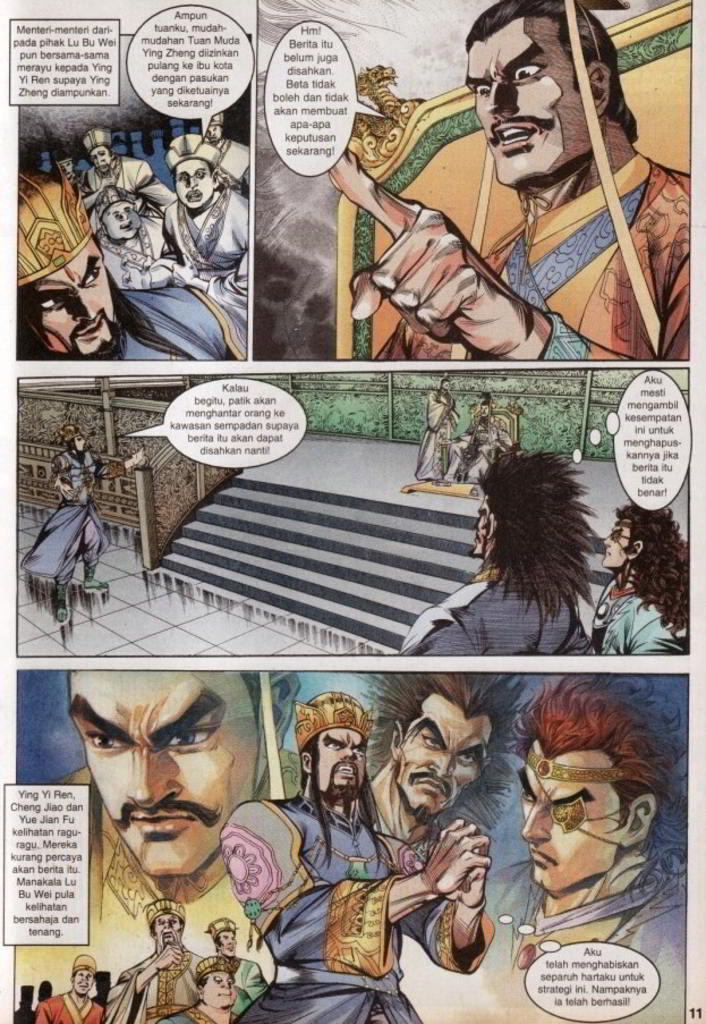 Menteri-menteri dari-
pada pihak Lu Bu Wei
pun bersama-sama
merayu kepada Ying
Yi Ren supaya Ying
Zheng diampunkan.
Ampun
tuanku, mudah-
mudahan Tuan Muda
Ying Zheng diizinkan
pulang ke ibu kota
dengan pasukan
yang diketuainya
sekarang!
Hm!
Berita itu
belum juga
disahkan.
Beta tidak
boleh dan tidak
akan membuat
apa-apa
keputusan
sekarang!
Kalau
begitu, patik akan
menghantar orang ke
kawasan sempadan supaya
berita itu akan dapat
disahkan nanti!
Aku
mesti
mengambil
kesempatan
ini untuk
menghapus-
kannya jika
berita itu
tidak
benar!
Ying Yi Ren,
Cheng Jiao dan
Yue Jian Fu
kelihatan ragu-
ragu. Mereka
kurang percaya
akan berita ini.
Manakala Lu
Bu Wei pula
kelihatan
bersahaja dan
tenang.
Aku
telah menghabiskan
separuh hartaku untuk
strategi ini. Nampaknya
ia telah berhasil!
11